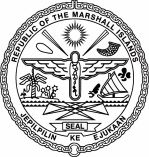 REPUBLIC OF THE MARSHALL ISLANDS
SEAL
JEPILPILIN KE EJUKAAN